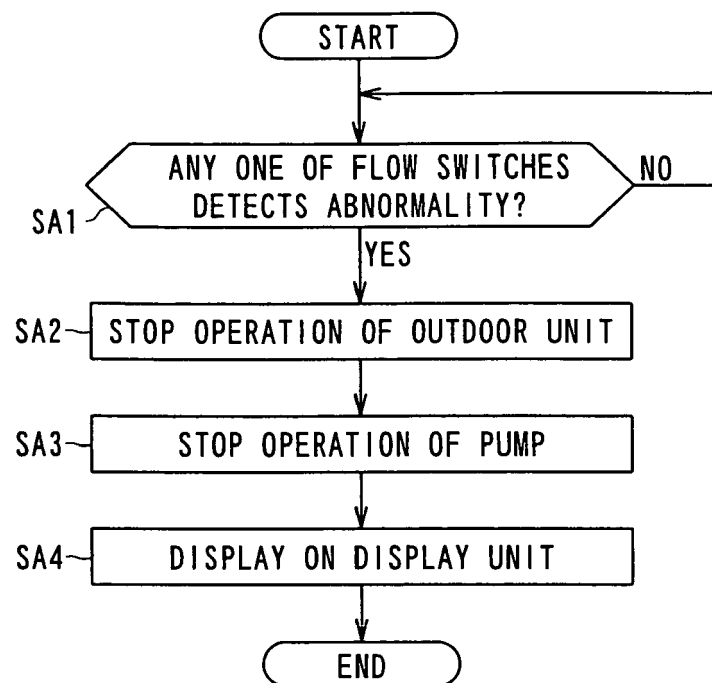 START
ANY ONE OF FLOW SWITCHES
DETECTS ABNORMALITY?
NO
SA1
YES
SA2
STOP OPERATION OF OUTDOOR UNIT
SA3
STOP OPERATION OF PUMP
SA4
DISPLAY ON DISPLAY UNIT
END